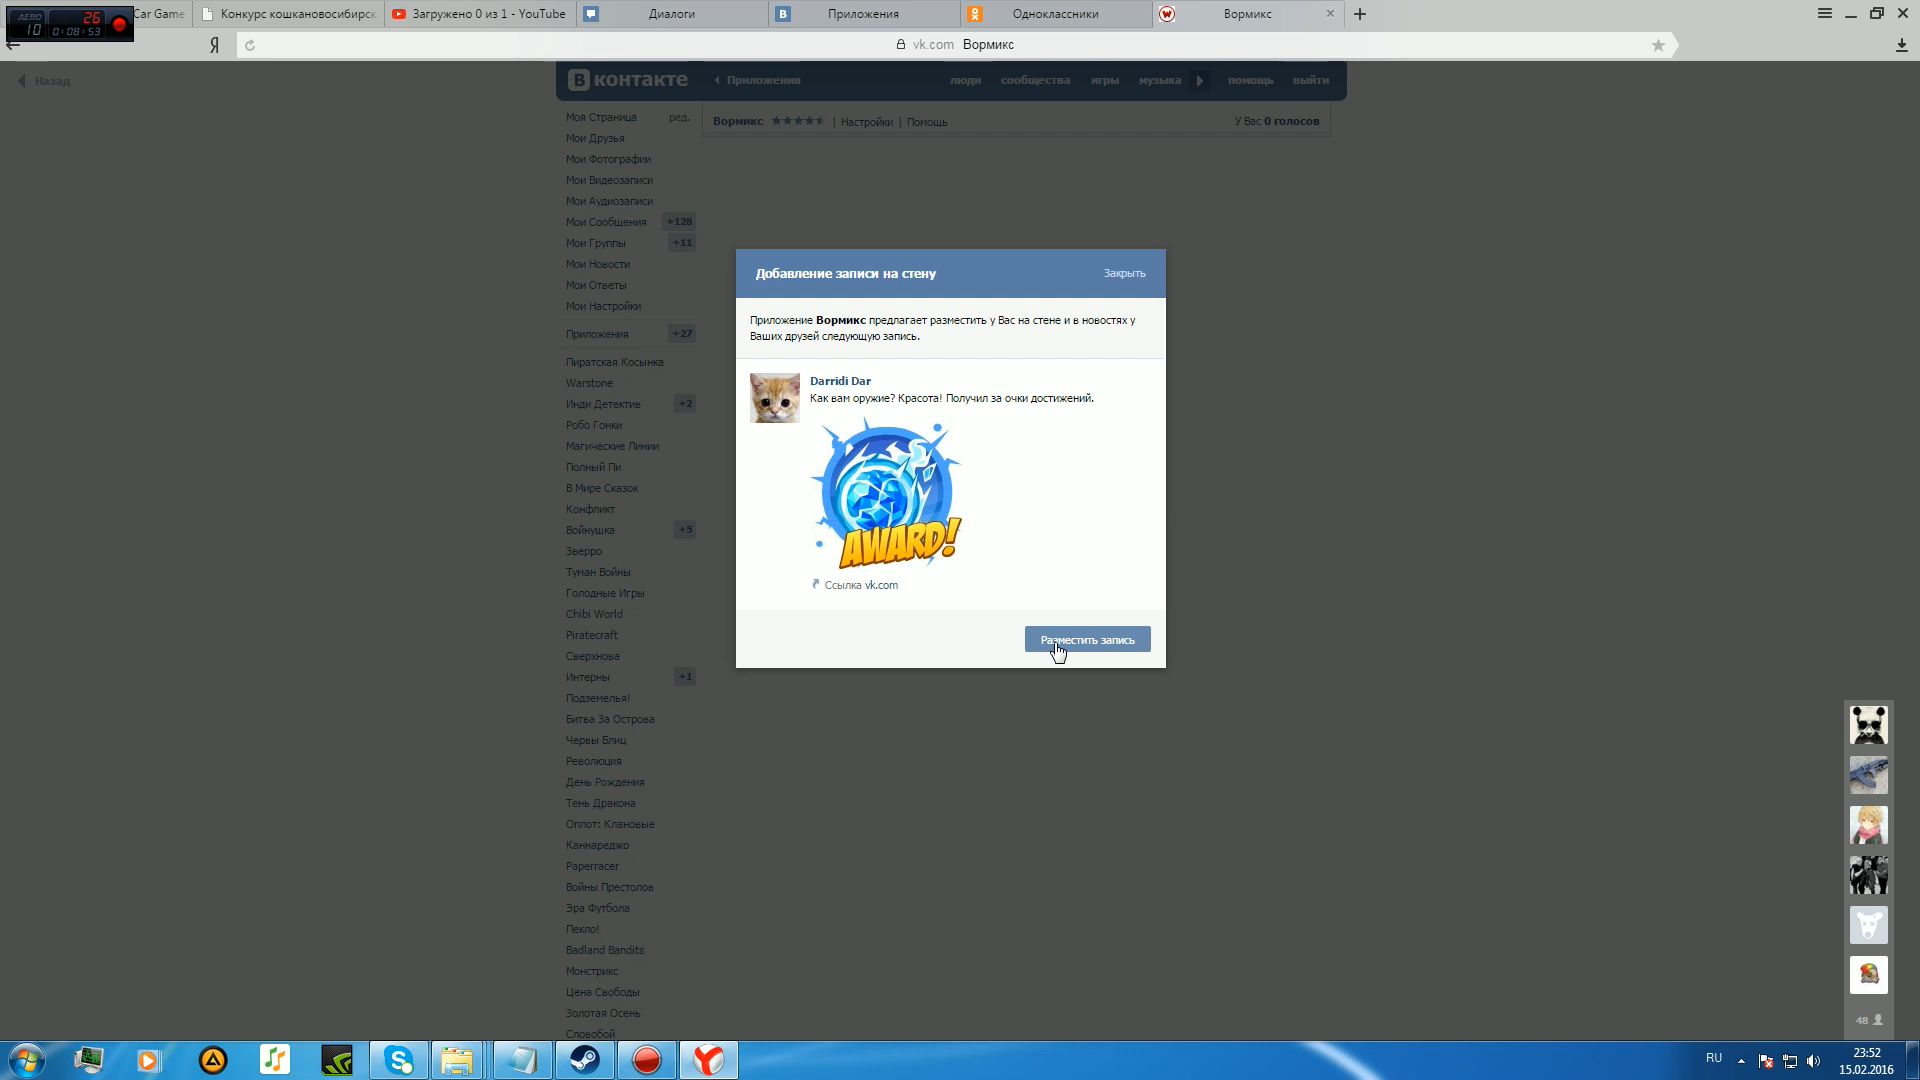 AERO
10
26
0:08:53
Car Game
Конкурс кошкановосибирск
Загружено 0 из 1 - YouTube
Диалоги
Приложения
Одноклассники
Вормикс
Я
vk.com Вормикс
Назад
В контакте
Приложения
люди
сообщества
игры
музыка
помощь
выйти
Вормикс | Настройки | Помощь
У Вас 0 голосов
Моя Страница ред.
Мои Друзья
Мои Фотографии
Мои Видеозаписи
Мои Аудиозаписи
Мои Сообщения +128
Мои Группы +11
Мои Новости
Мои Ответы
Мои Настройки
Приложения +27
Пиратская Косынка
Warstone
Инди Детектив +2
Робо Гонки
Магические Линии
Полный Пи
В Мире Сказок
Конфликт
Войнушка +5
Зверро
Туман Войны
Голодные Игры
Chibi World
Piratecraft
Сверхнова
Интерны +1
Подземелья!
Битва За Острова
Червы Блиц
Революция
День Рождения
Тень Дракона
Оплот: Клановые
Каннареджо
Paperracer
Войны Престолов
Эра Футбола
Пекло!
Badland Bandits
Монстрикс
Цена Свободы
Золотая Осень
Словобой
Добавление записи на стену
Закрыть
Приложение Вормикс предлагает разместить у Вас на стене и в новостях у
Ваших друзей следующую запись.
Darridi Dar
Как вам оружие? Красота! Получил за очки достижений.
AWARD!
Ссылка vk.com
Разместить запись
48
RU
23:52
15.02.2016